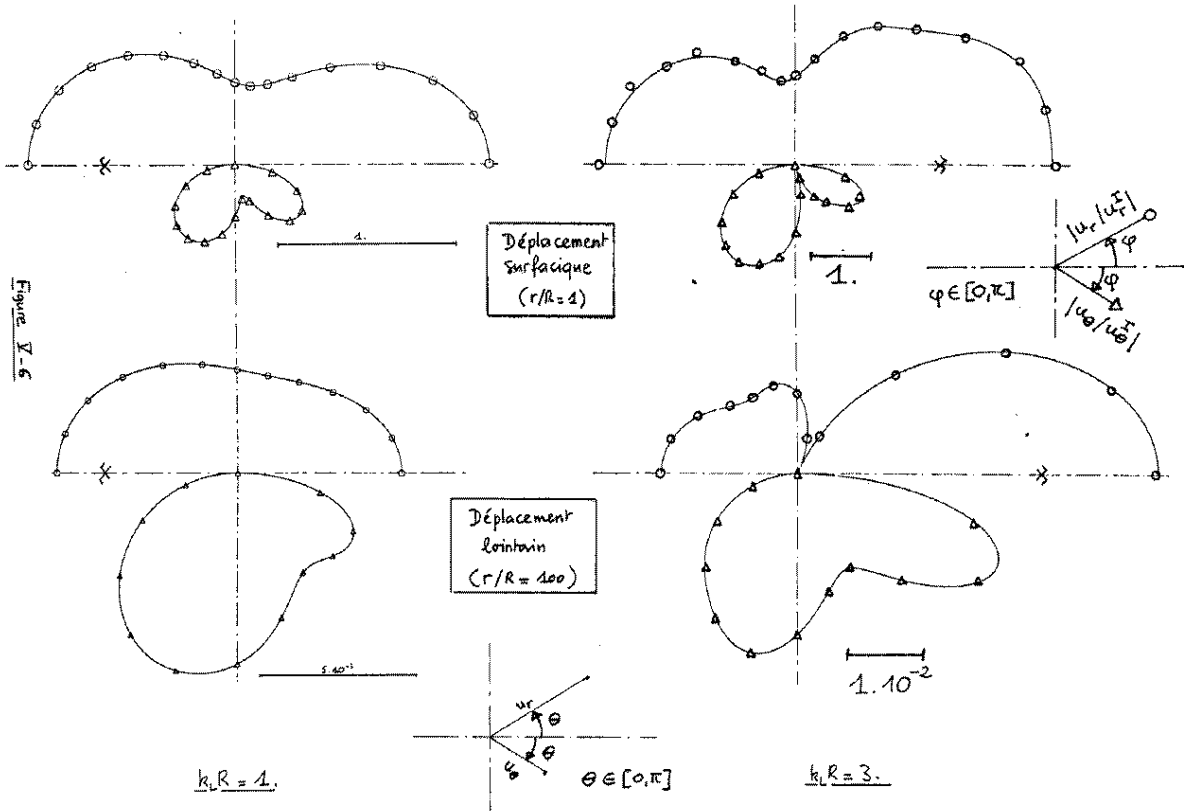 1.
Déplacement
surfacique
(r/R=1)
1.
|u_r/u_r^I|
φ
φ
φ ∈ [0,π]
|u_θ/u_θ^I|
Figure V-6
Déplacement
lointain
(r/R = 100)
1.10⁻²
u_r
θ
θ
u_θ
θ ∈ [0,π]
k_L R = 1.
k_L R = 3.